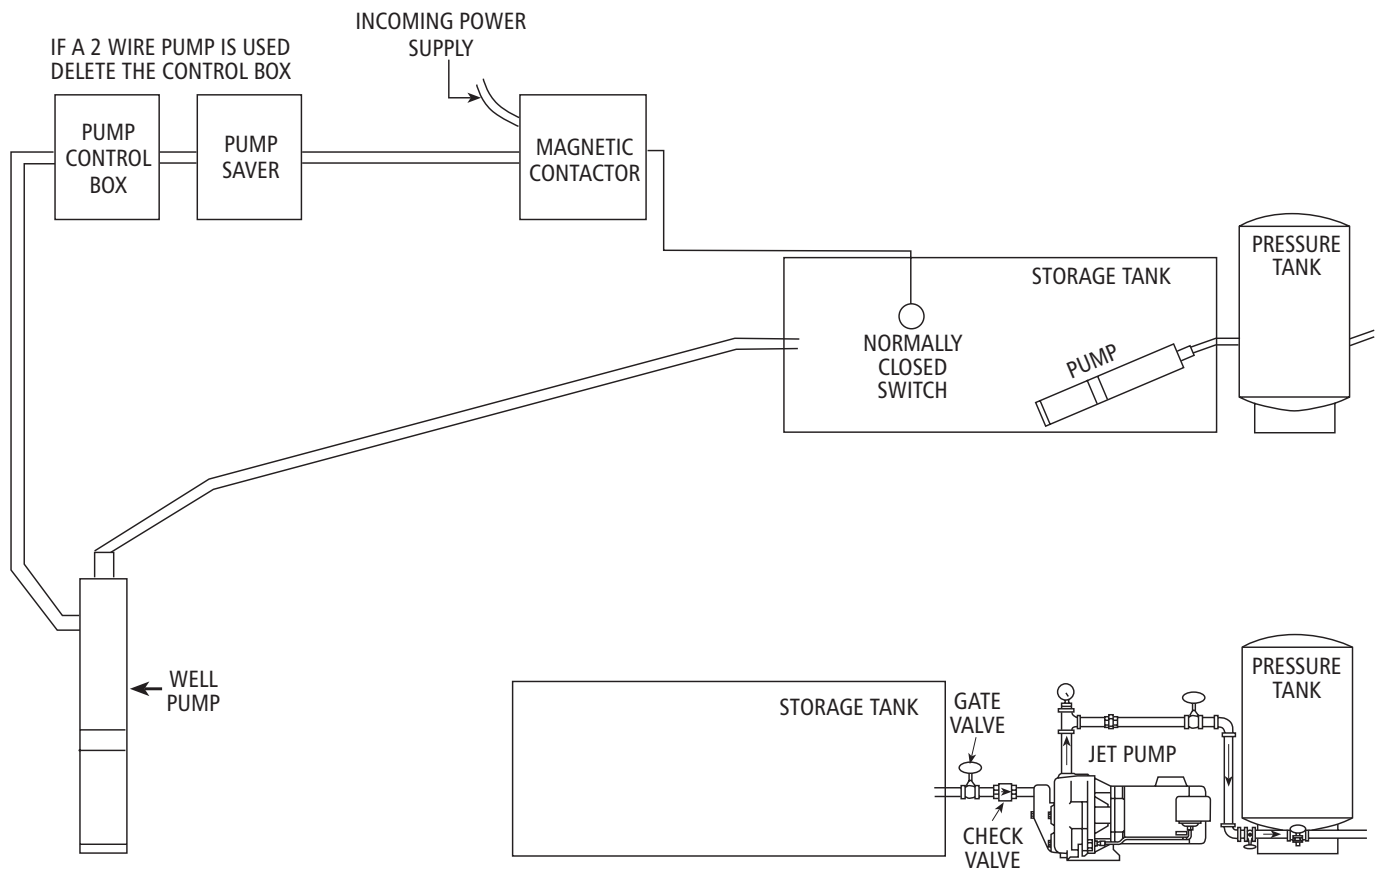 INCOMING POWER
SUPPLY
IF A 2 WIRE PUMP IS USED
DELETE THE CONTROL BOX
PUMP
CONTROL
BOX
PUMP
SAVER
MAGNETIC
CONTACTOR
STORAGE TANK
PRESSURE
TANK
NORMALLY
CLOSED
SWITCH
PUMP
WELL
PUMP
STORAGE TANK
GATE
VALVE
JET PUMP
PRESSURE
TANK
CHECK
VALVE